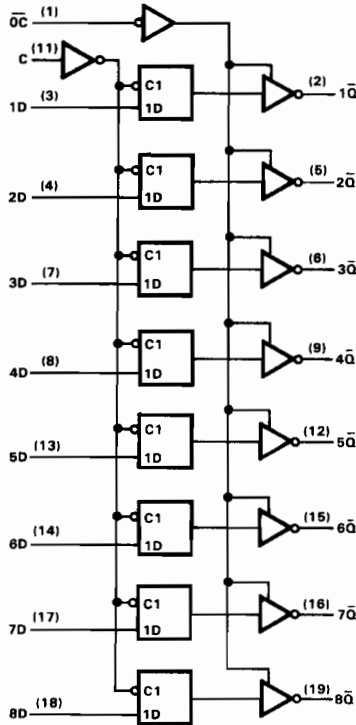 O̅C̅ (1)
C (11)
C1
1D (3) 1D (2) 1Q̅
C1
2D (4) 1D (5) 2Q̅
C1
3D (7) 1D (6) 3Q̅
C1
4D (8) 1D (9) 4Q̅
C1
5D (13) 1D (12) 5Q̅
C1
6D (14) 1D (15) 6Q̅
C1
7D (17) 1D (16) 7Q̅
C1
8D (18) 1D (19) 8Q̅